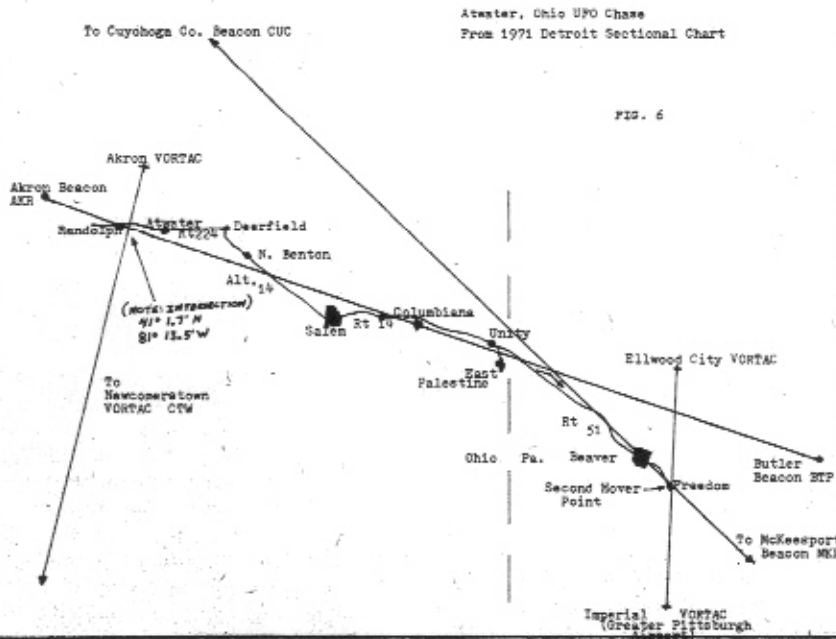 Atwater, Ohio UFO Chase
From 1971 Detroit Sectional Chart
To Cuyohoga Co. Beacon CUC
FIG. 6
Akron VORTAC
Akron Beacon
AKR
Randolph
Atwater
Rt224
Deerfield
N. Benton
Alt. 14
(NOTE: INTERSECTION)
41° 1.7' N
81° 13.5' W
Salem
Rt 14
Columbiana
Unity
East
Palestine
Ellwood City VORTAC
To
Newcomerstown
VORTAC CTW
Rt 51
Ohio Pa.
Beaver
Butler
Beacon BTP
Second Hover
Point
Freedom
To McKeesport
Beacon MKP
Imperial VORTAC
(Greater Pittsburgh